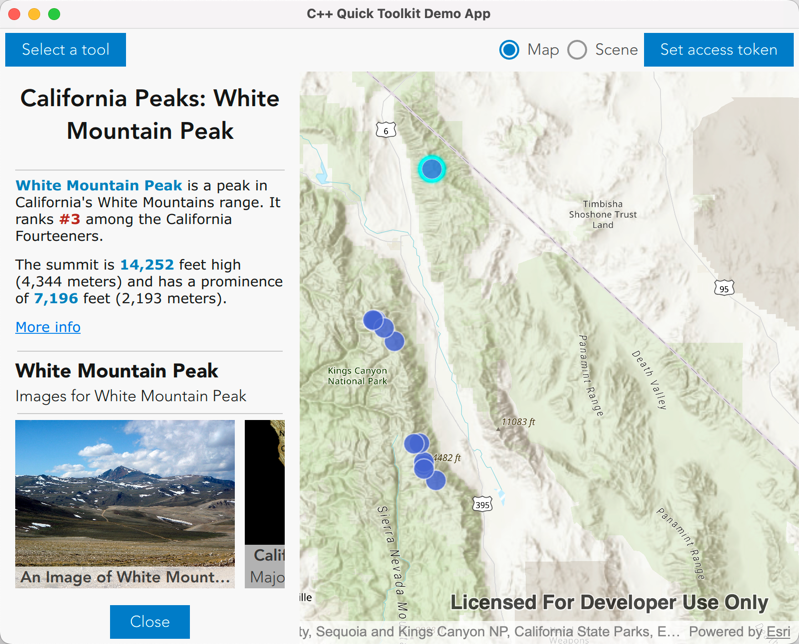 C++ Quick Toolkit Demo App
Select a tool
Map
Scene
Set access token
California Peaks: White
Mountain Peak
White Mountain Peak is a peak in
California's White Mountains range. It
ranks #3 among the California
Fourteeners.
The summit is 14,252 feet high
(4,344 meters) and has a prominence
of 7,196 feet (2,193 meters).
More info
White Mountain Peak
Images for White Mountain Peak
An Image of White Mount...
Calif
Majo
Close
6
Timbisha
Shoshone Trust
Land
95
Kings Canyon
National Park
Panamint Range
Death Valley
11083 ft
4482 ft
395
Sierra Nevada Mo
Panamint Range
ille
Licensed For Developer Use Only
ty, Sequoia and Kings Canyon NP, California State Parks, E...
Powered by Esri